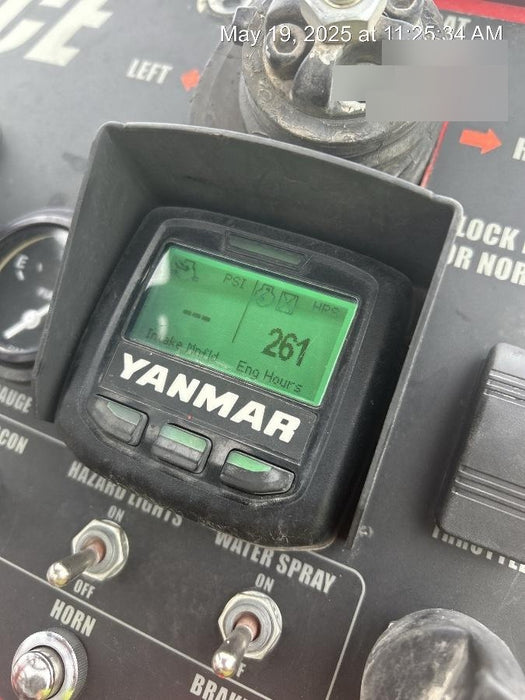 May 19, 2025 at 11:25:34 AM
LEFT
E
PSI
HRS
---
261
Intake Mnfld
Eng Hours
YANMAR
HAZARD LIGHTS
ON
OFF
WATER SPRAY
ON
HORN